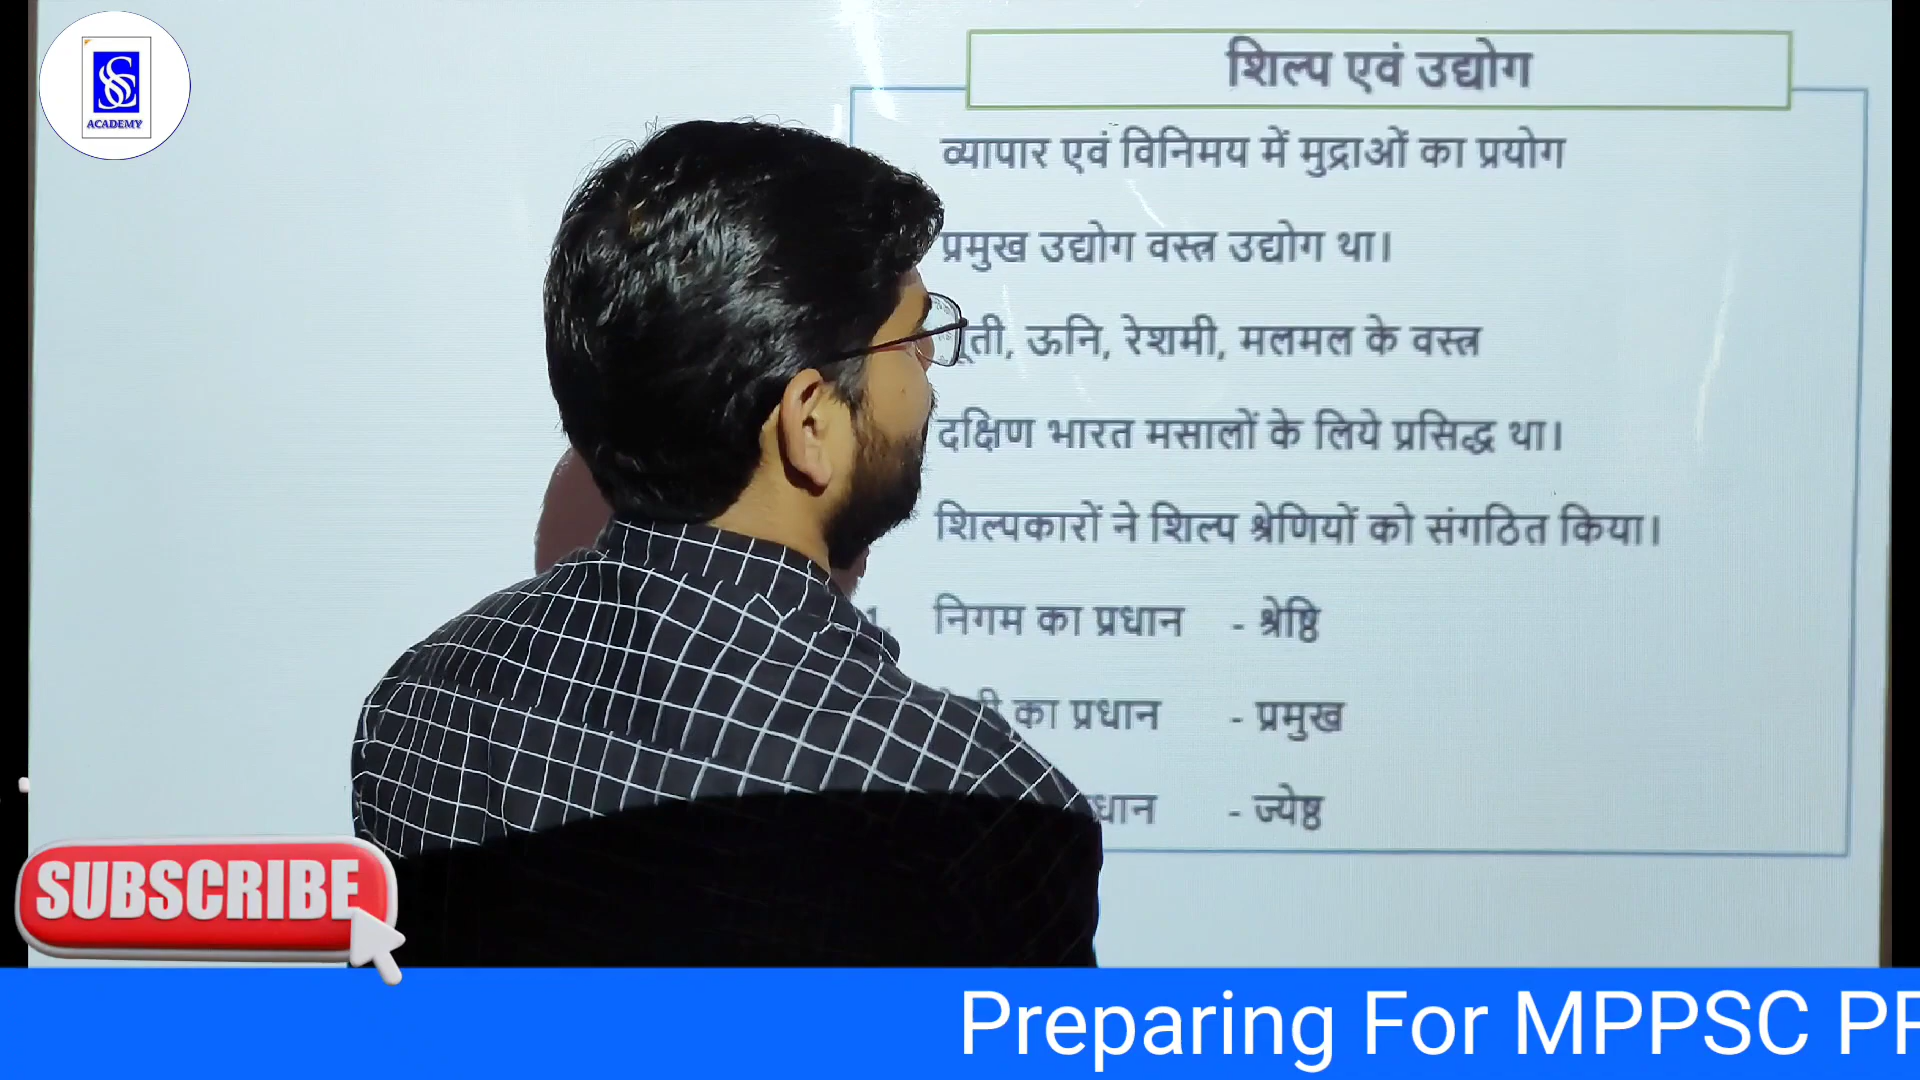 ACADEMY
शिल्प एवं उद्योग
व्यापार एवं विनिमय में मुद्राओं का प्रयोग
प्रमुख उद्योग वस्त्र उद्योग था।
ऊनि, रेशमी, मलमल के वस्त्र
दक्षिण भारत मसालों के लिये प्रसिद्ध था।
शिल्पकारों ने शिल्प श्रेणियों को संगठित किया।
1. निगम का प्रधान - श्रेष्ठि
का प्रधान - प्रमुख
- ज्येष्ठ
SUBSCRIBE
Preparing For MPPSC